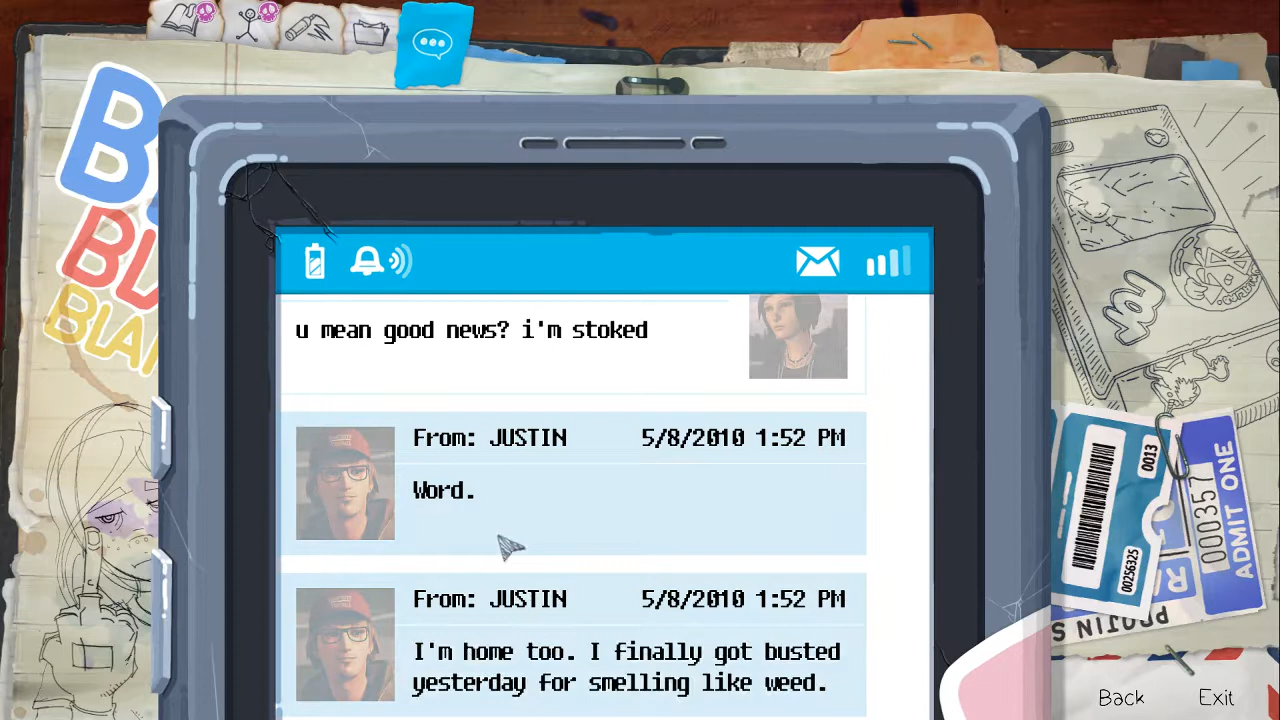 u mean good news? i'm stoked
From: JUSTIN 5/8/2010 1:52 PM
Word.
From: JUSTIN 5/8/2010 1:52 PM
I'm home too. I finally got busted
yesterday for smelling like weed.
0013
00256325
000357
ADMIT ONE
Back Exit